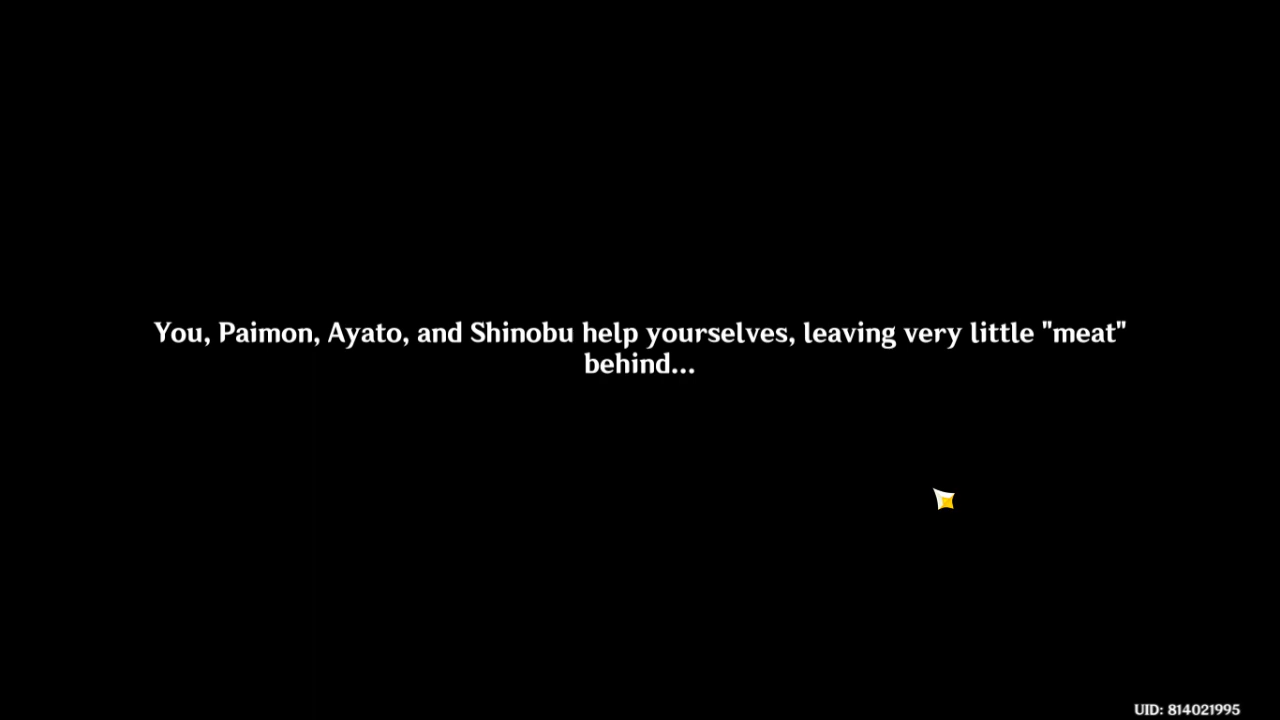 You, Paimon, Ayato, and Shinobu help yourselves, leaving very little "meat"
behind...
UID: 814021995